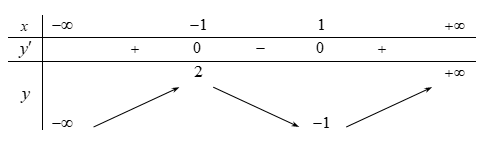 x −∞ −1 1 +∞
y' + 0 − 0 +
2 +∞
y
−∞ −1